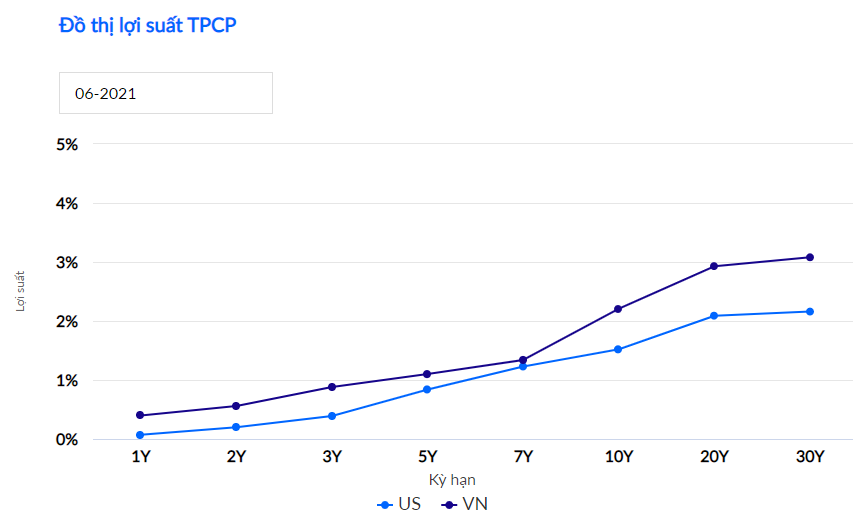 Đồ thị lợi suất TPCP
06-2021
5%
4%
3%
2%
1%
0%
Lợi suất
1Y 2Y 3Y 5Y 7Y 10Y 20Y 30Y
Kỳ hạn
US VN